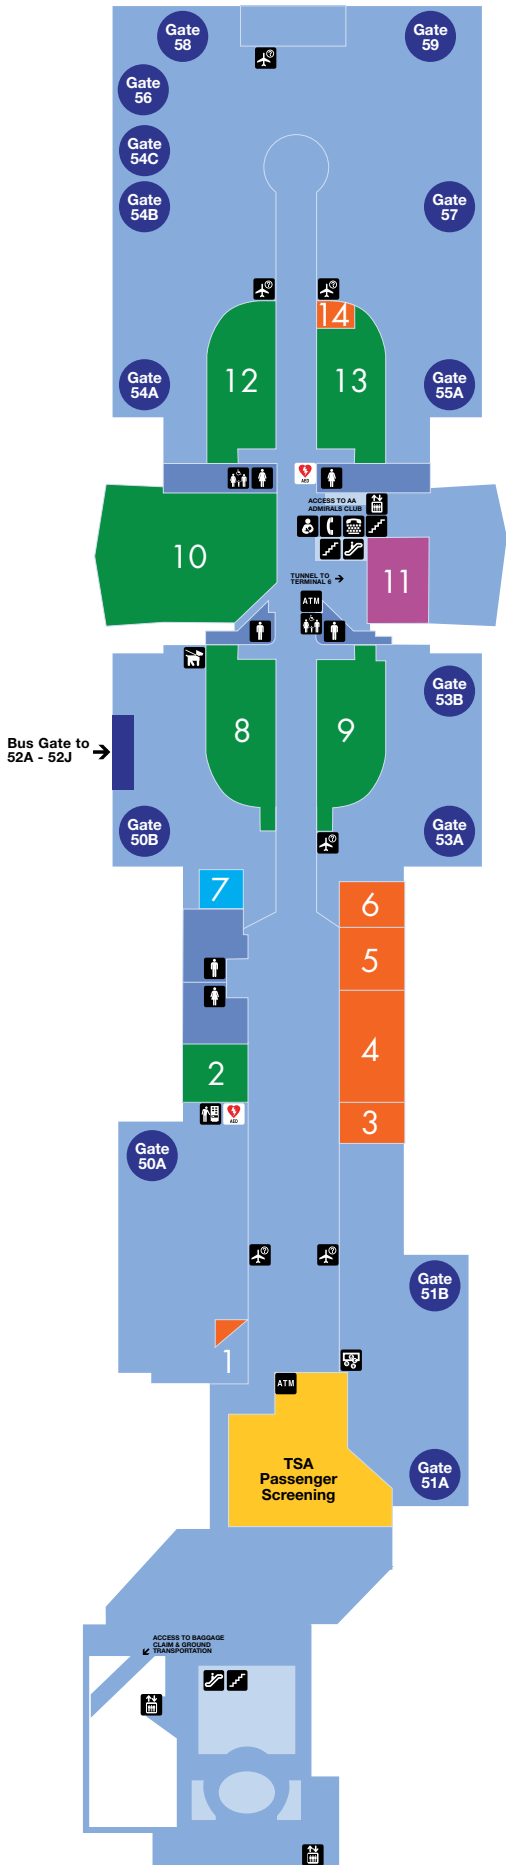 Gate
58
Gate
59
?
Gate
56
Gate
54C
Gate
54B
Gate
57
?
?
14
12
13
Gate
54A
Gate
55A
AED
ACCESS TO AA
ADMIRALS CLUB
10
11
TUNNEL TO
TERMINAL 6
ATM
Gate
53B
8
9
Bus Gate to
52A - 52J
Gate
50B
Gate
53A
?
7
6
5
4
2
3
AED
Gate
50A
?
?
Gate
51B
1
ATM
TSA
Passenger
Screening
Gate
51A
ACCESS TO BAGGAGE
CLAIM & GROUND
TRANSPORTATION